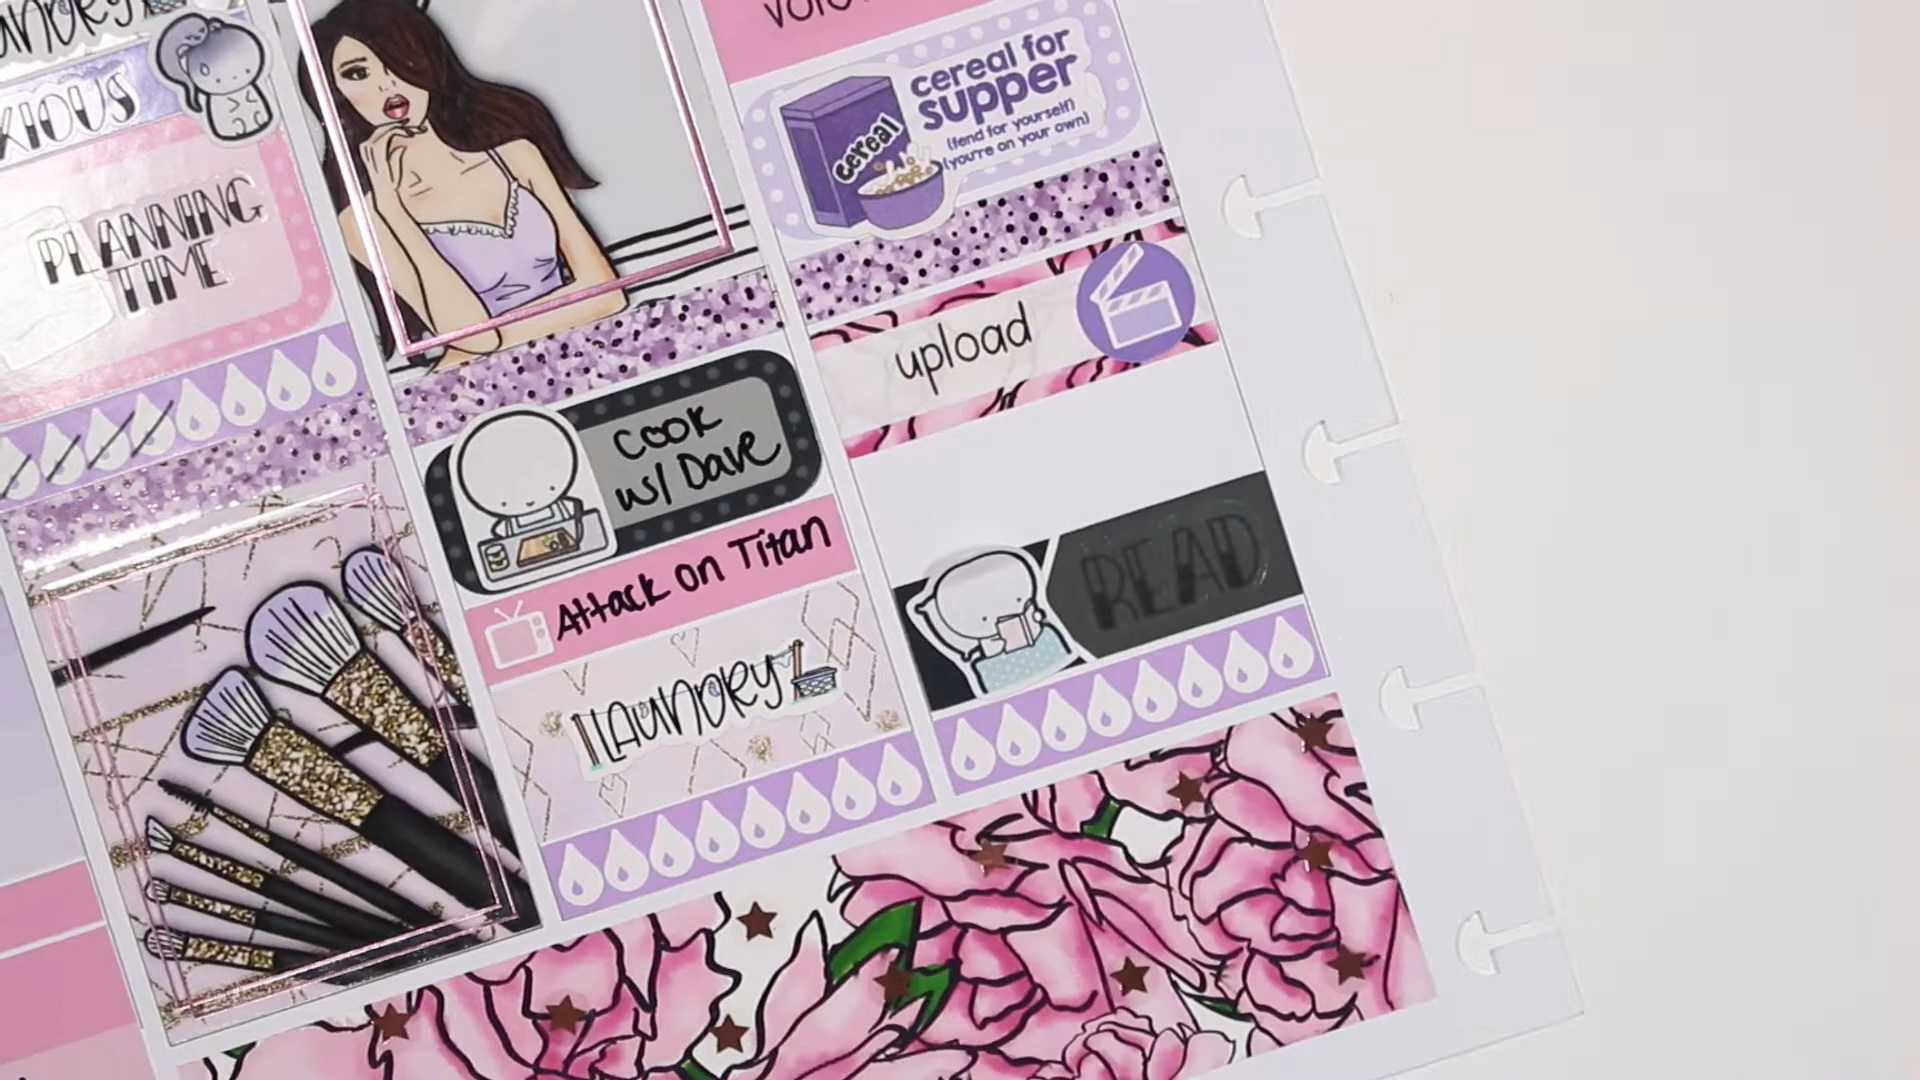 PLANNING
TIME
cereal for
supper
(fend for yourself)
(you're on your own)
cereal
upload
cook
w/ Dave
Attack on Titan
LAUNDRY
READ